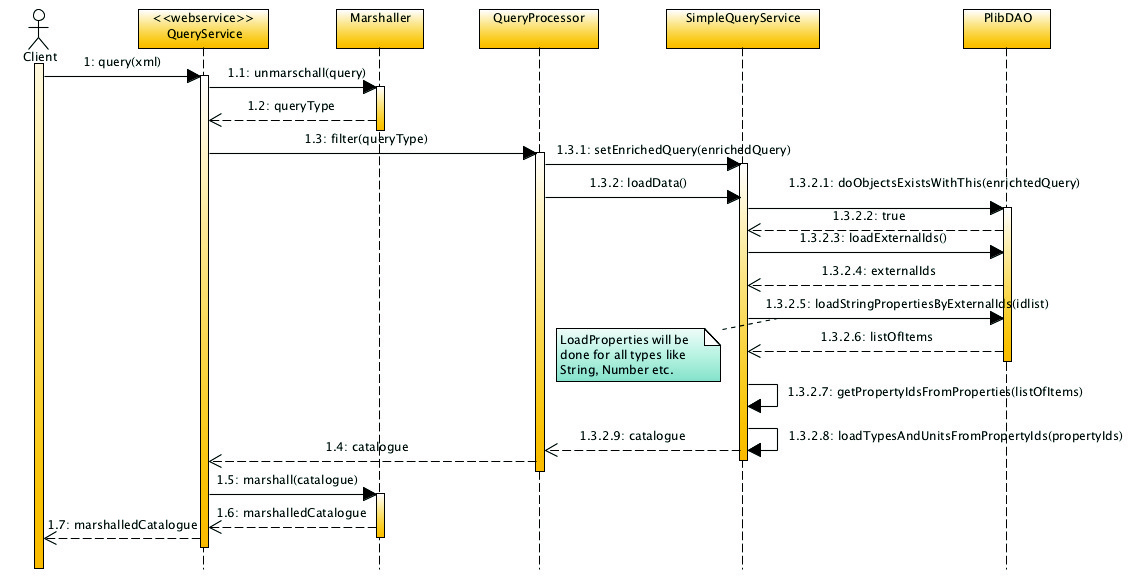 <<webservice>>
QueryService
Marshaller
QueryProcessor
SimpleQueryService
PlibDAO
Client
1: query(xml)
1.1: unmarschall(query)
1.2: queryType
1.3: filter(queryType)
1.3.1: setEnrichedQuery(enrichedQuery)
1.3.2: loadData()
1.3.2.1: doObjectsExistsWithThis(enrichtedQuery)
1.3.2.2: true
1.3.2.3: loadExternalIds()
1.3.2.4: externalIds
1.3.2.5: loadStringPropertiesByExternalIds(idlist)
1.3.2.6: listOfItems
LoadProperties will be
done for all types like
String, Number etc.
1.3.2.7: getPropertyIdsFromProperties(listOfItems)
1.3.2.8: loadTypesAndUnitsFromPropertyIds(propertyIds)
1.3.2.9: catalogue
1.4: catalogue
1.5: marshall(catalogue)
1.6: marshalledCatalogue
1.7: marshalledCatalogue